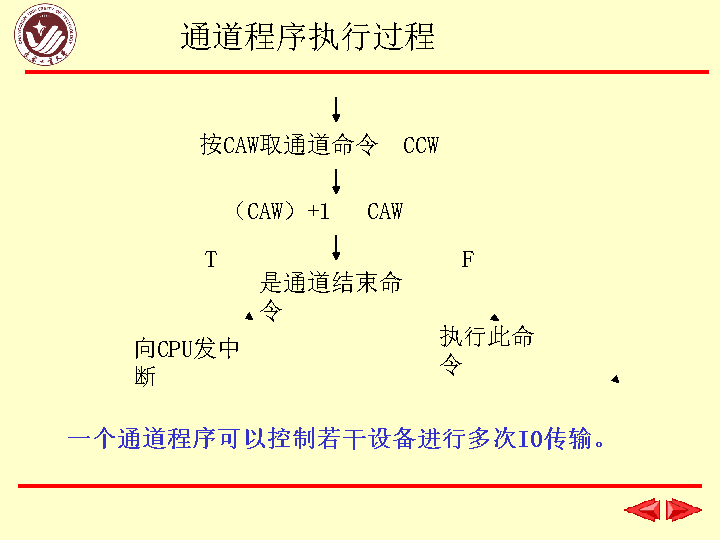 通道程序执行过程
按CAW取通道命令 CCW
（CAW）+1 CAW
T
F
是通道结束命
令
向CPU发中
断
执行此命
令
一个通道程序可以控制若干设备进行多次IO传输。